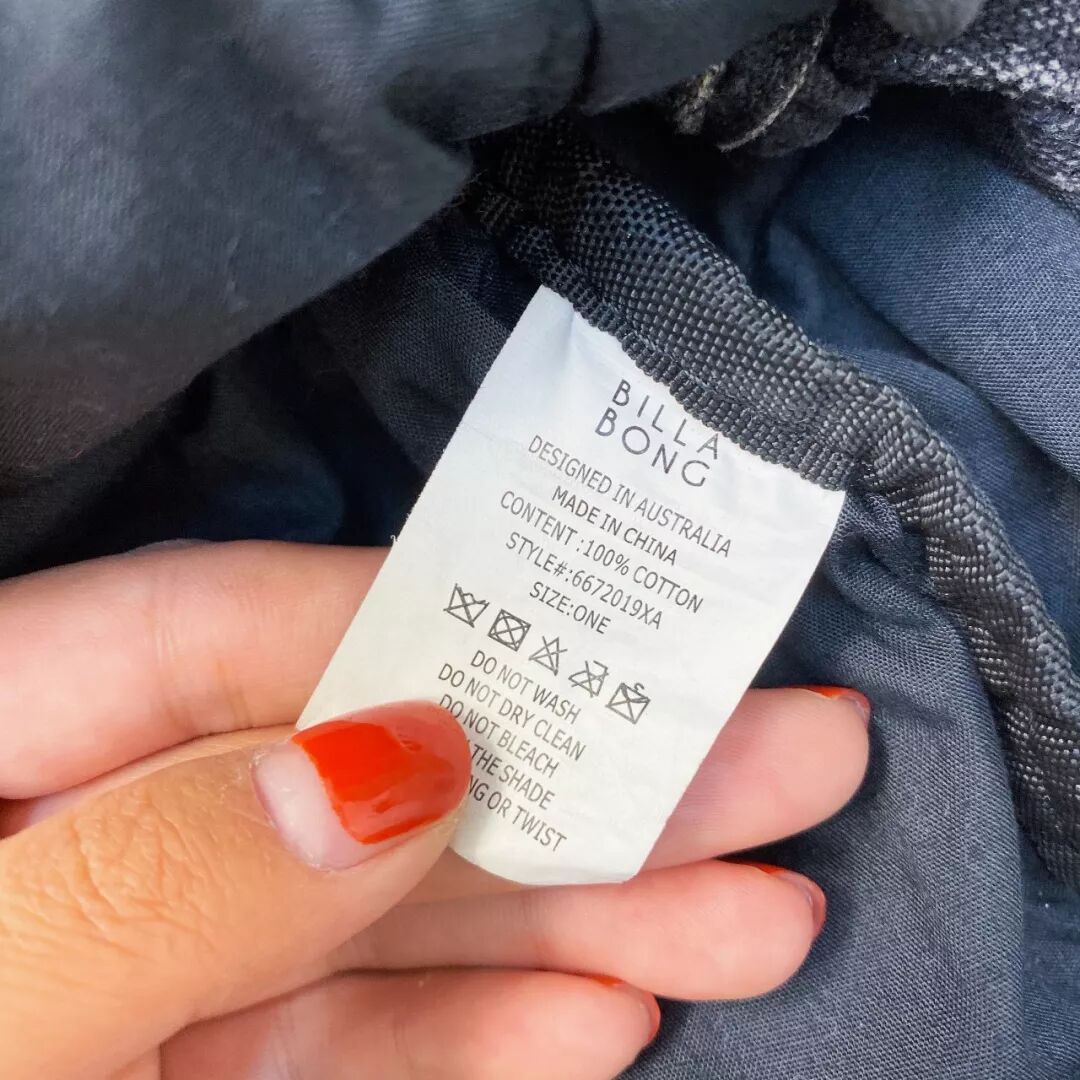 BILLA
BONG
DESIGNED IN AUSTRALIA
MADE IN CHINA
CONTENT :100% COTTON
STYLE#:6672019XA
SIZE:ONE
DO NOT WASH
DO NOT DRY CLEAN
DO NOT BLEACH
THE SHADE
OR TWIST